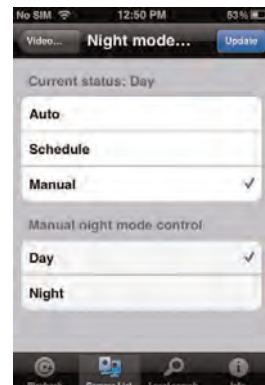 No SIM 12:50 PM 53%
Video... Night mode... Update
Current status: Day
Auto
Schedule
Manual
Manual night mode control
Day
Night